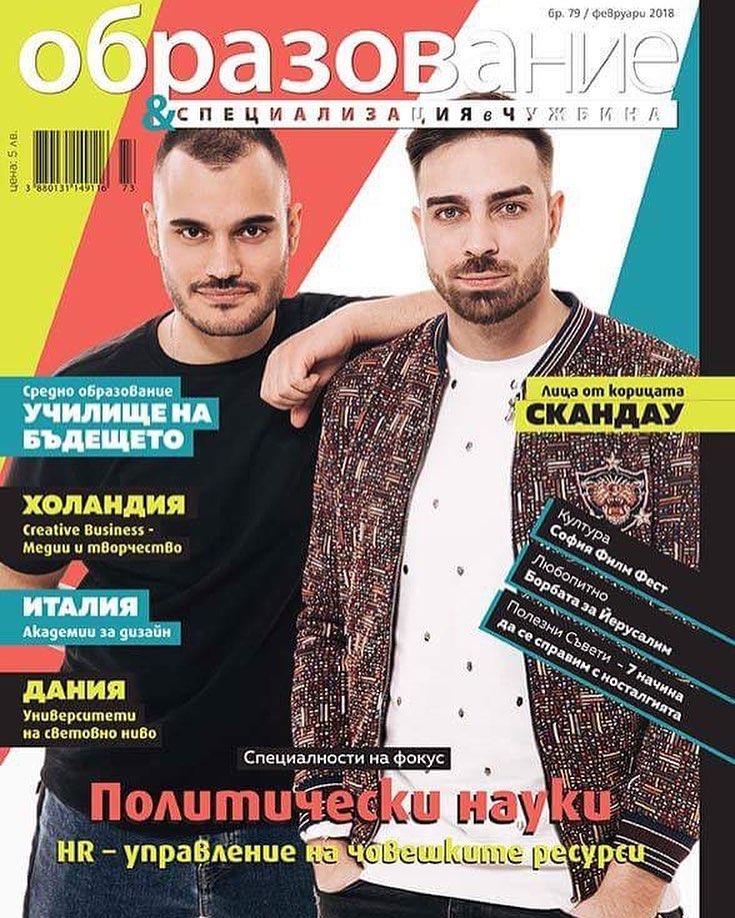 бр. 79 / февруари 2018
образование
& СПЕЦИАЛИЗАЦИЯ в ЧУЖБИНА
цена: 5 лв.
3 880131 149116 73
Средно образование
УЧИЛИЩЕ НА
БЪДЕЩЕТО
Лица от корицата
СКАНДАУ
ХОЛАНДИЯ
Creative Business -
Медии и творчество
ИТАЛИЯ
Академии за дизайн
ДАНИЯ
Университети
на световно ниво
Култура
София Филм Фест
Любопитно
Борбата за Йерусалим
Полезни Съвети - 7 начина
да се справим с носталгията
Специалности на фокус
Политически науки
HR – управление на човешките ресурси